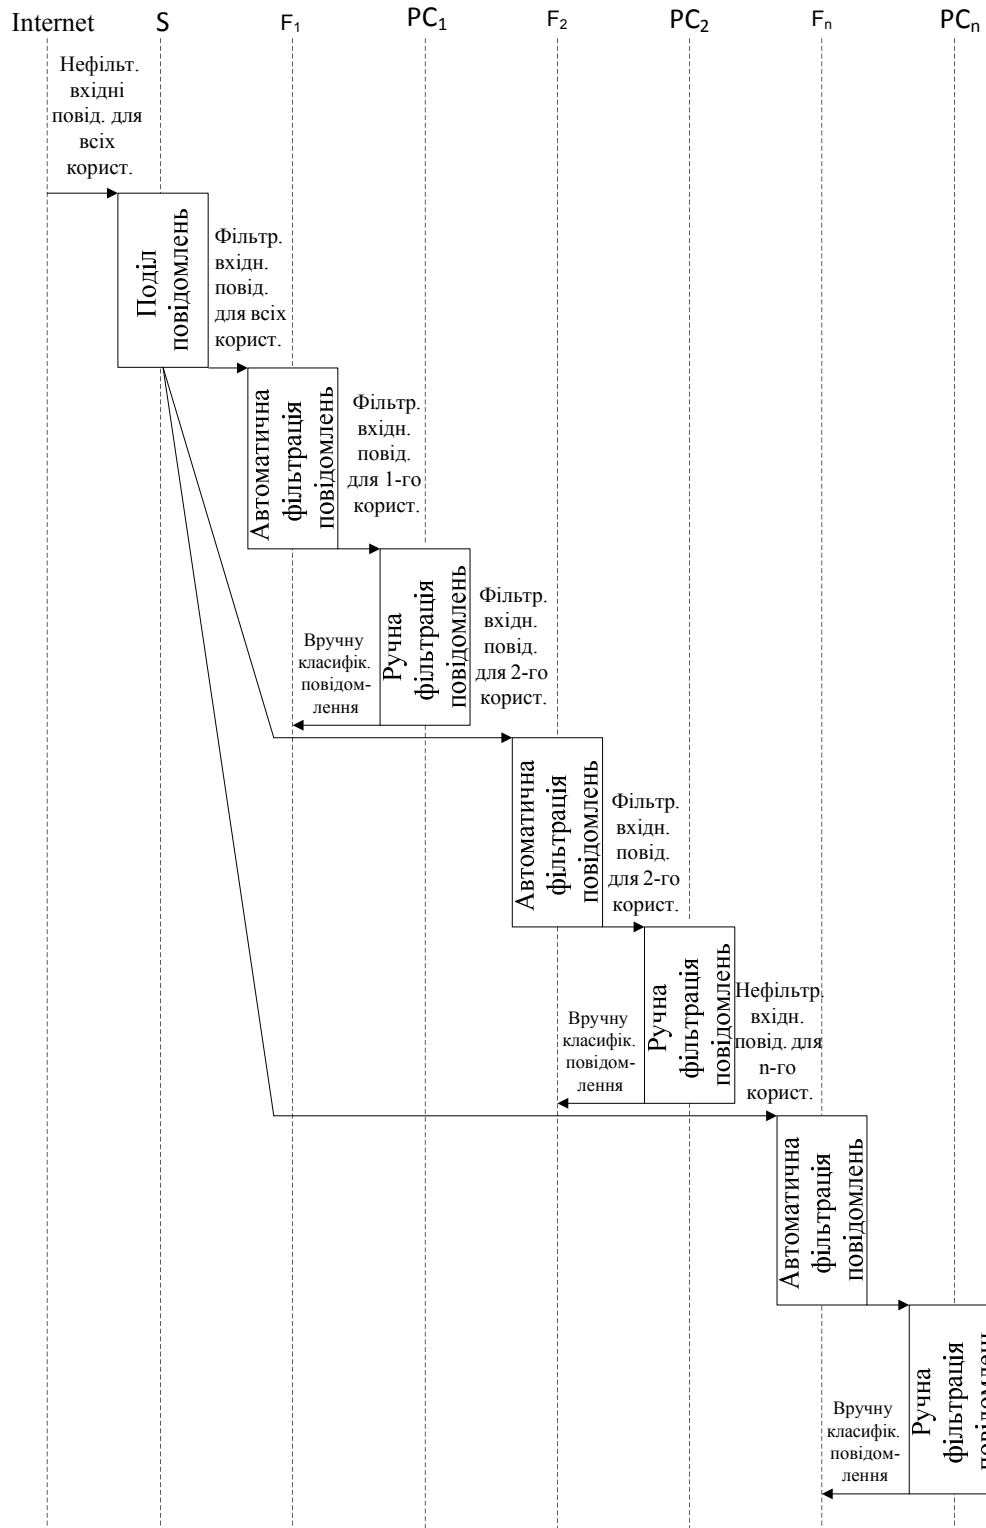 Internet
S
F₁
PC₁
F₂
PC₂
Fₙ
PCₙ
Нефільт.
вхідні
повід. для
всіх
корист.
Поділ
повідомлень
Фільтр.
вхідн.
повід.
для всіх
корист.
Автоматична
фільтрація
повідомлень
Фільтр.
вхідн.
повід.
для 1-го
корист.
Ручна
фільтрація
повідомлень
Вручну
класифік.
повідом-
лення
Фільтр.
вхідн.
повід.
для 2-го
корист.
Автоматична
фільтрація
повідомлень
Фільтр.
вхідн.
повід.
для 2-го
корист.
Ручна
фільтрація
повідомлень
Вручну
класифік.
повідом-
лення
Нефільтр.
вхідн.
повід. для
n-го
корист.
Автоматична
фільтрація
повідомлень
Ручна
фільтрація
повідомлень
Вручну
класифік.
повідом-
лення